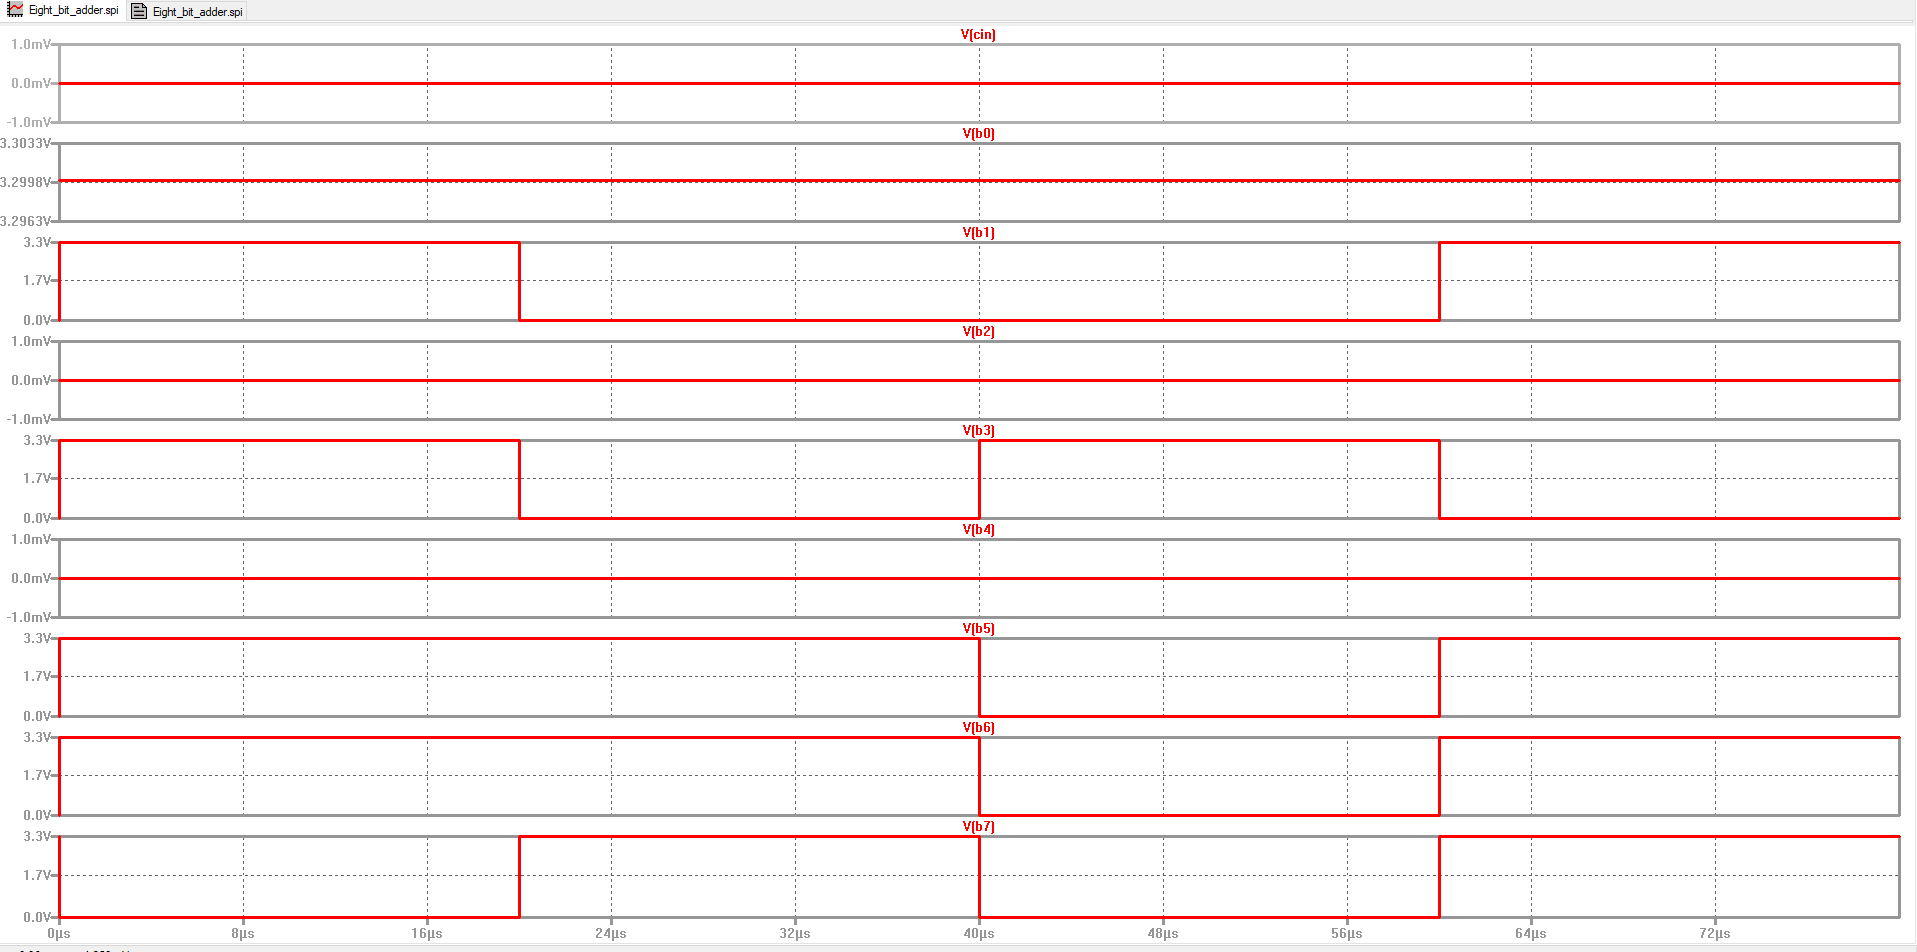 Eight_bit_adder.spi Eight_bit_adder.spi
V(cin)
1.0mV
0.0mV
-1.0mV
V(b0)
3.3033V
3.2998V
3.2963V
V(b1)
3.3V
1.7V
0.0V
V(b2)
1.0mV
0.0mV
-1.0mV
V(b3)
3.3V
1.7V
0.0V
V(b4)
1.0mV
0.0mV
-1.0mV
V(b5)
3.3V
1.7V
0.0V
V(b6)
3.3V
1.7V
0.0V
V(b7)
3.3V
1.7V
0.0V
0µs 8µs 16µs 24µs 32µs 40µs 48µs 56µs 64µs 72µs